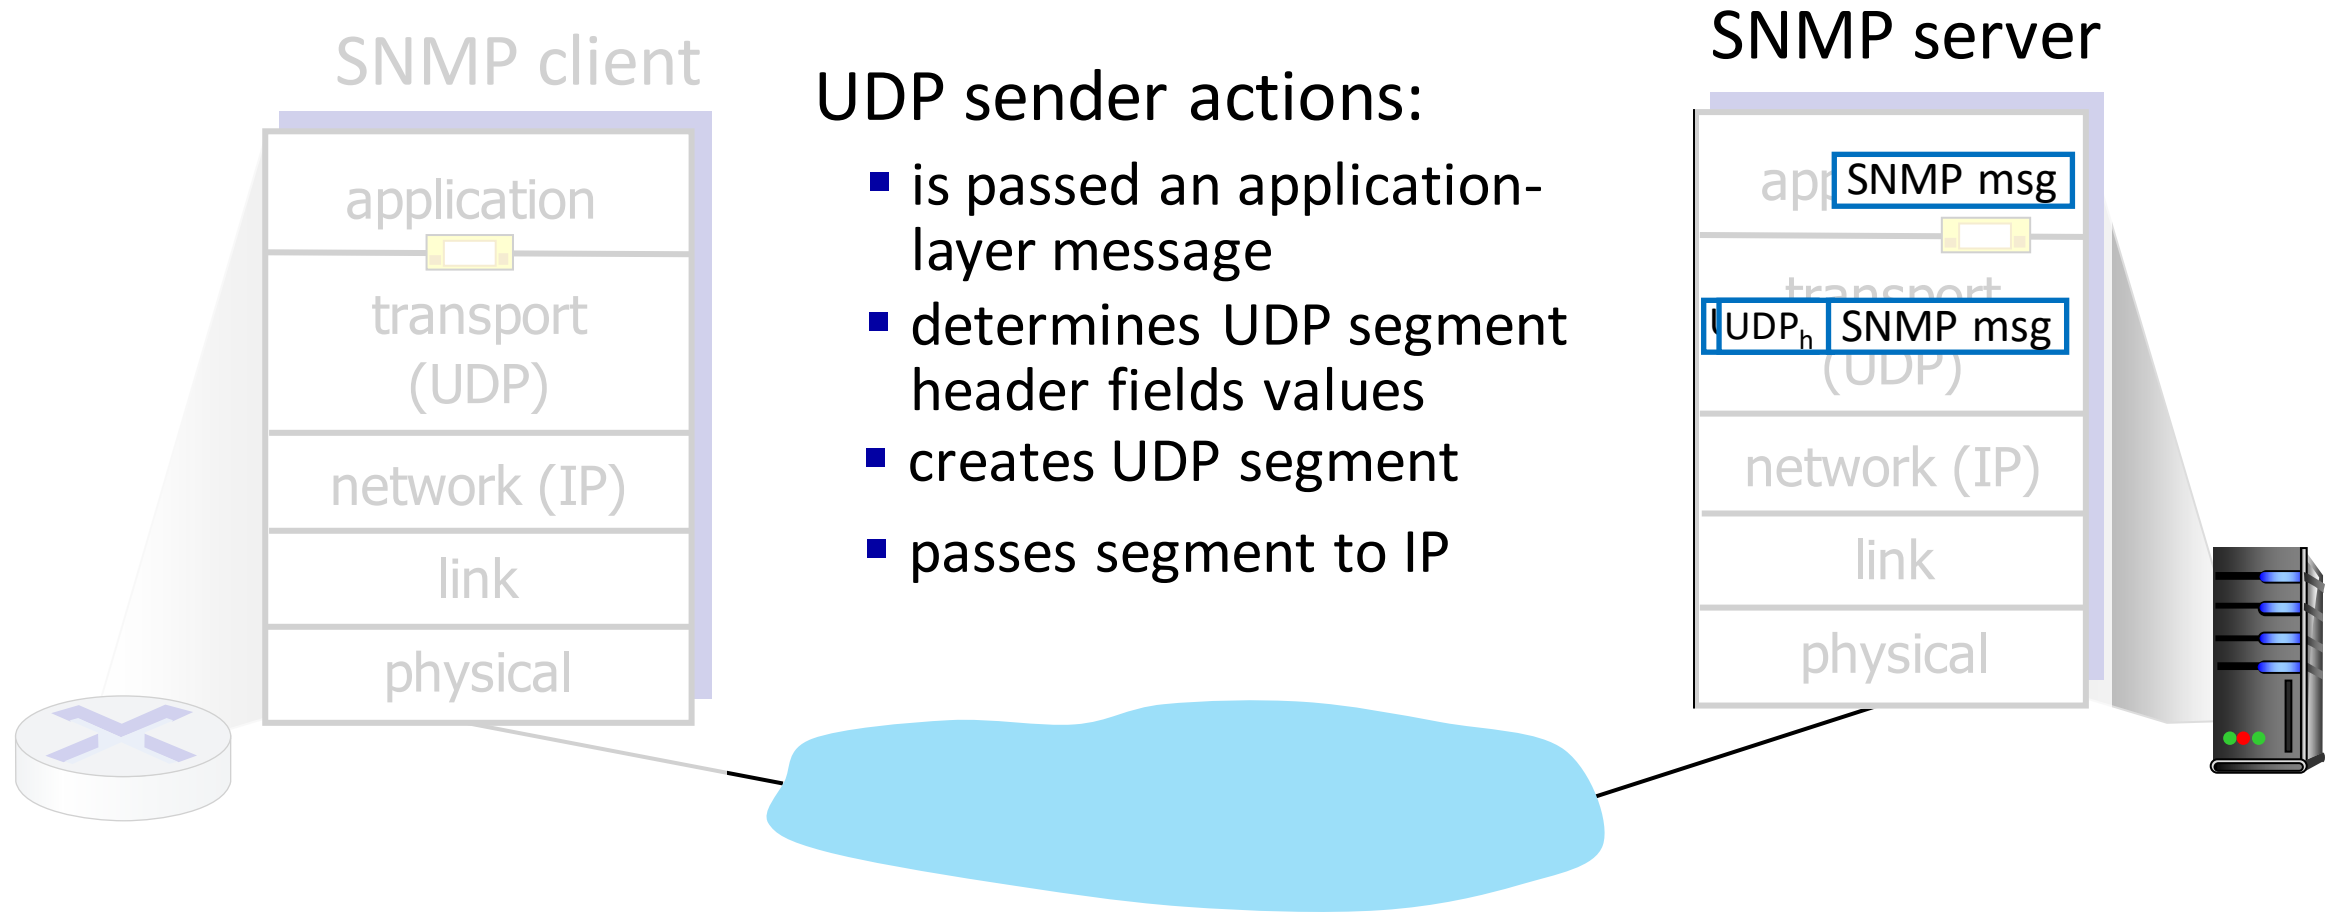 SNMP client
application
transport
(UDP)
network (IP)
link
physical
UDP sender actions:
is passed an application-
layer message
determines UDP segment
header fields values
creates UDP segment
passes segment to IP
SNMP server
SNMP msg
transport
UDPh SNMP msg
(UDP)
network (IP)
link
physical